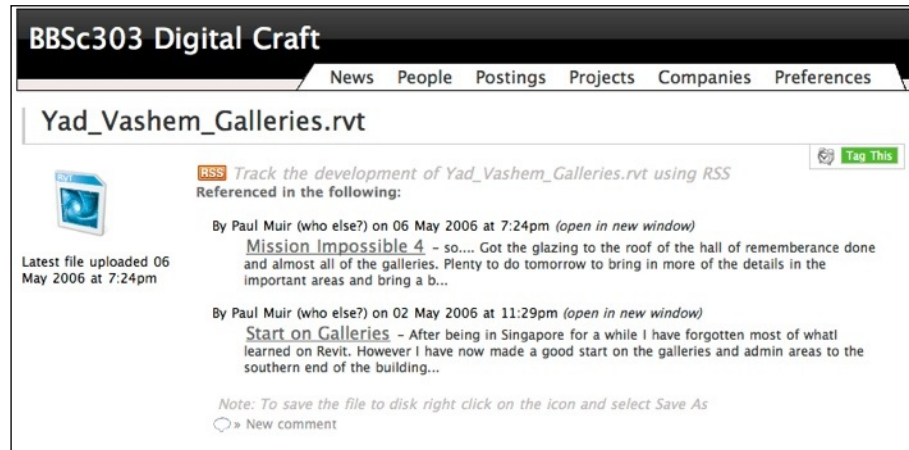 BBSc303 Digital Craft
News People Postings Projects Companies Preferences
Yad_Vashem_Galleries.rvt
Tag This
RSS Track the development of Yad_Vashem_Galleries.rvt using RSS
Referenced in the following:
RVT
Latest file uploaded 06
May 2006 at 7:24pm
By Paul Muir (who else?) on 06 May 2006 at 7:24pm (open in new window)
Mission Impossible 4 – so.... Got the glazing to the roof of the hall of rememberance done
and almost all of the galleries. Plenty to do tomorrow to bring in more of the details in the
important areas and bring a b...
By Paul Muir (who else?) on 02 May 2006 at 11:29pm (open in new window)
Start on Galleries – After being in Singapore for a while I have forgotten most of whatI
learned on Revit. However I have now made a good start on the galleries and admin areas to the
southern end of the building...
Note: To save the file to disk right click on the icon and select Save As
» New comment